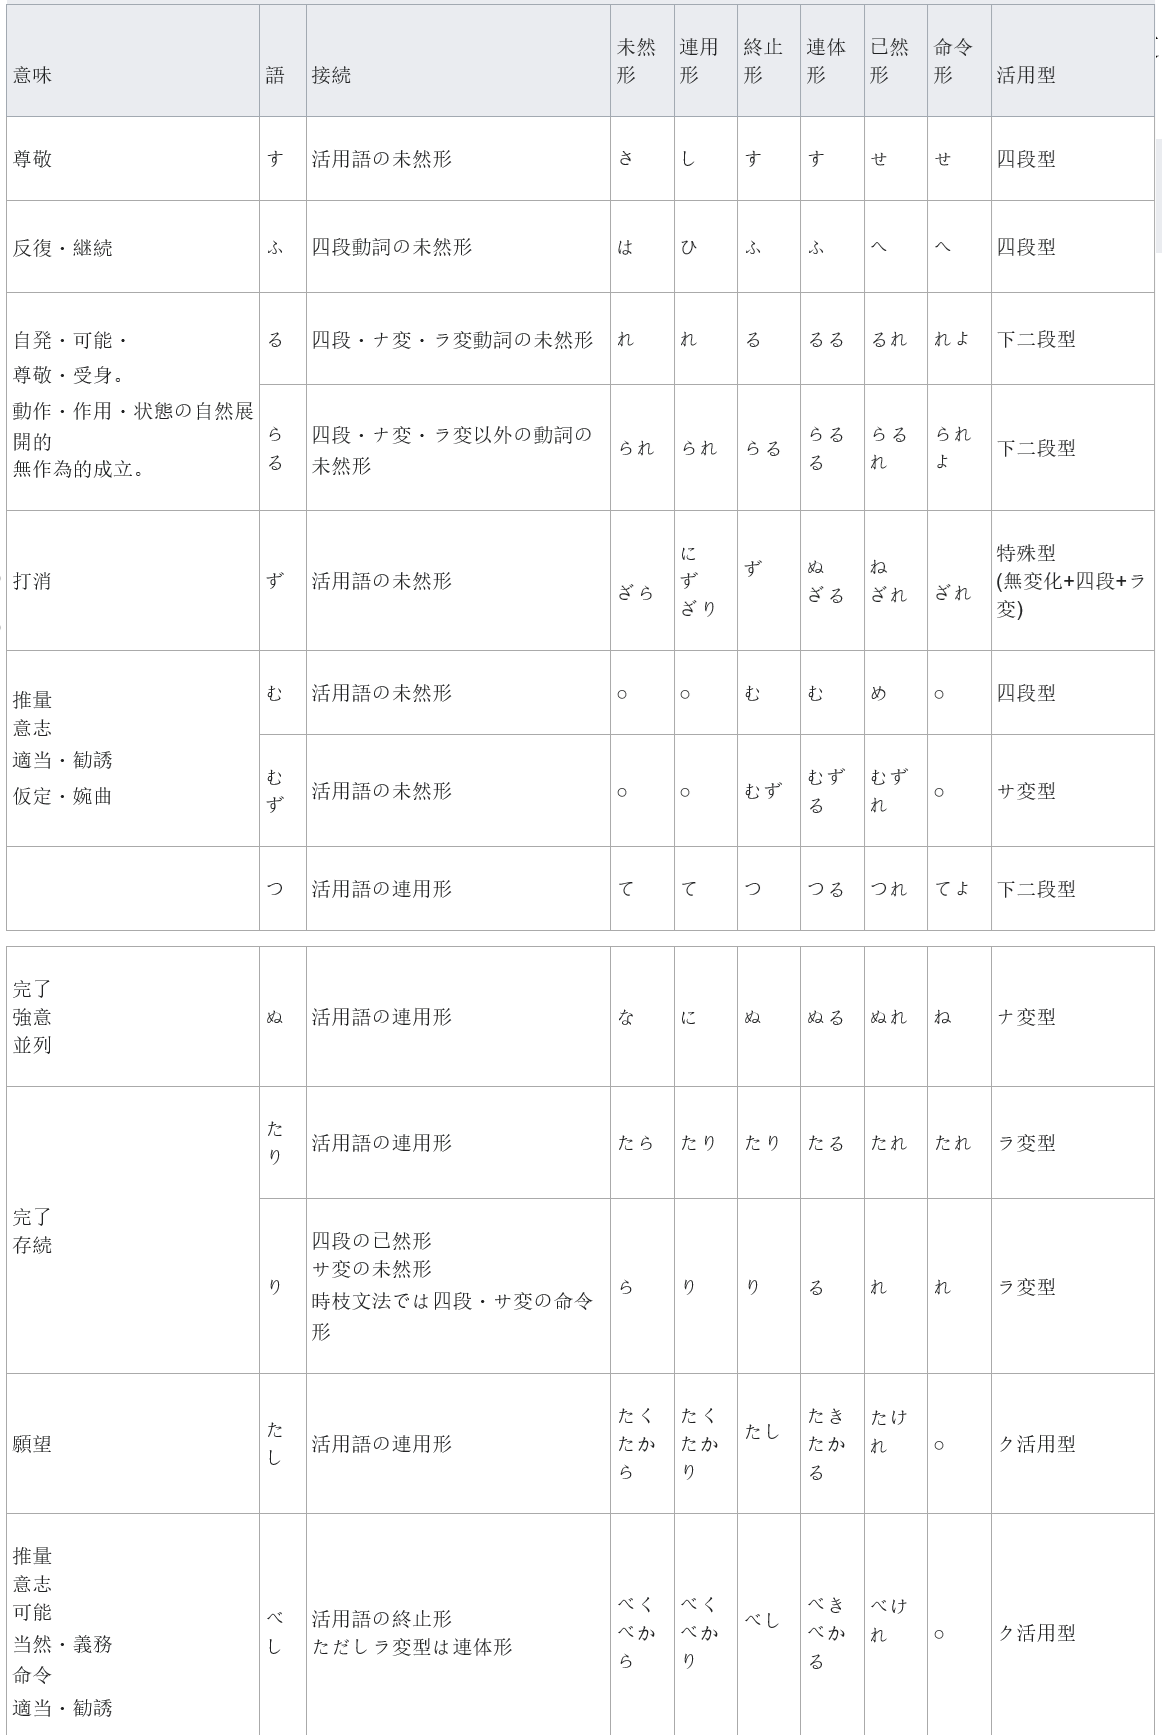 意味 語 接続 未然形 連用形 終止形 連体形 已然形 命令形 活用型
尊敬 す 活用語の未然形 さ し す す せ せ 四段型
反復・継続 ふ 四段動詞の未然形 は ひ ふ ふ へ へ 四段型
自発・可能・
尊敬・受身。
動作・作用・状態の自然展
開的
無作為的成立。
る 四段・ナ変・ラ変動詞の未然形 れ れ る るる るれ れよ 下二段型
らる 四段・ナ変・ラ変以外の動詞の
未然形 られ られ らる らるる らるれ られよ 下二段型
打消 ず 活用語の未然形
ざら
に
ず
ざり
ず
ぬ
ざる
ね
ざれ
ざれ
特殊型
(無変化+四段+ラ
変)
推量
意志
適当・勧誘
仮定・婉曲
む 活用語の未然形 ○ ○ む む め ○ 四段型
むず 活用語の未然形 ○ ○ むず むずる むずれ ○ サ変型
つ 活用語の連用形 て て つ つる つれ てよ 下二段型
完了
強意
並列
ぬ 活用語の連用形 な に ぬ ぬる ぬれ ね ナ変型
完了
存続
たり 活用語の連用形 たら たり たり たる たれ たれ ラ変型
り
四段の已然形
サ変の未然形
時枝文法では四段・サ変の命令
形
ら り り る れ れ ラ変型
願望 たし 活用語の連用形
たく
たか
ら
たく
たか
り
たし
たき
たか
る
たけ
れ
○ ク活用型
推量
意志
可能
当然・義務
命令
適当・勧誘
べし
活用語の終止形
ただしラ変型は連体形
べく
べか
ら
べく
べか
り
べし
べき
べか
る
べけ
れ
○ ク活用型